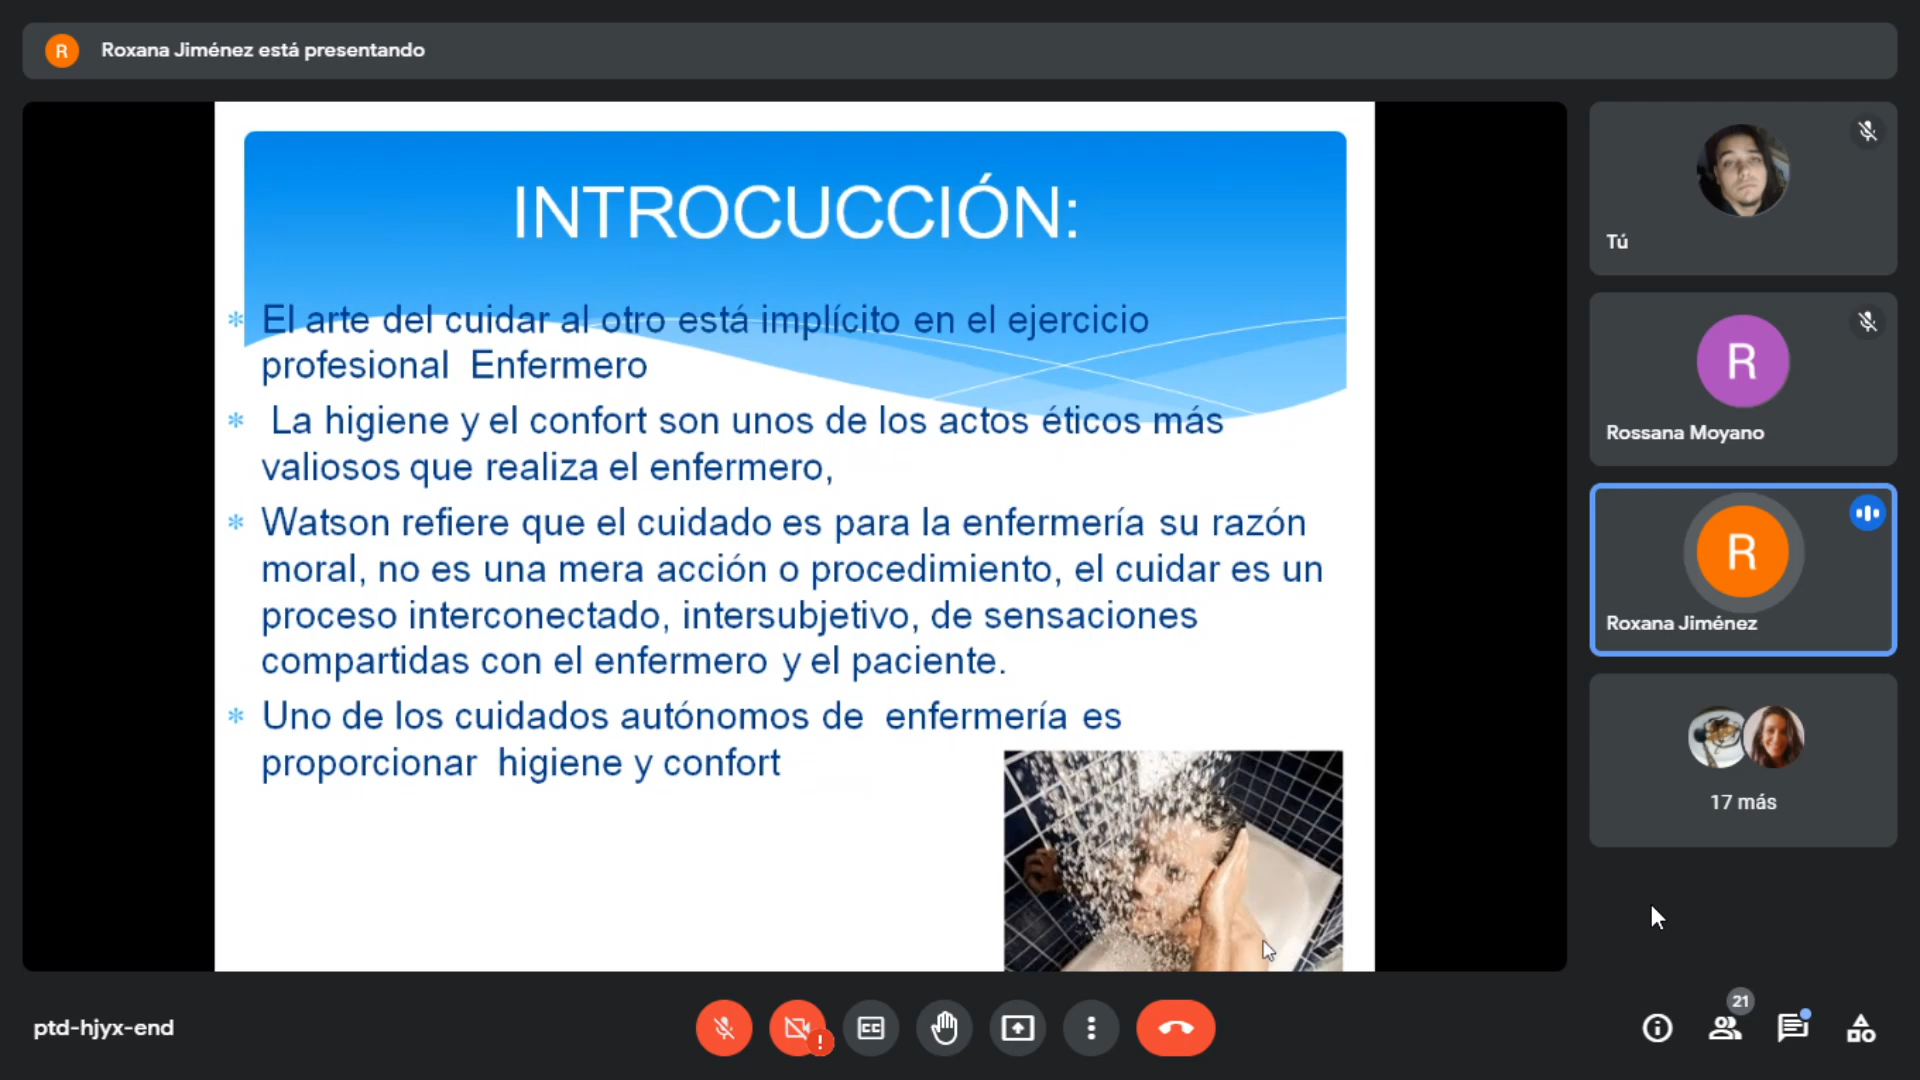 R Roxana Jiménez está presentando
INTROCUCCIÓN:
* El arte del cuidar al otro está implícito en el ejercicio
profesional Enfermero
* La higiene y el confort son unos de los actos éticos más
valiosos que realiza el enfermero,
* Watson refiere que el cuidado es para la enfermería su razón
moral, no es una mera acción o procedimiento, el cuidar es un
proceso interconectado, intersubjetivo, de sensaciones
compartidas con el enfermero y el paciente.
* Uno de los cuidados autónomos de enfermería es
proporcionar higiene y confort
Tú
R
Rossana Moyano
R
Roxana Jiménez
17 más
ptd-hjyx-end
!
CC
21